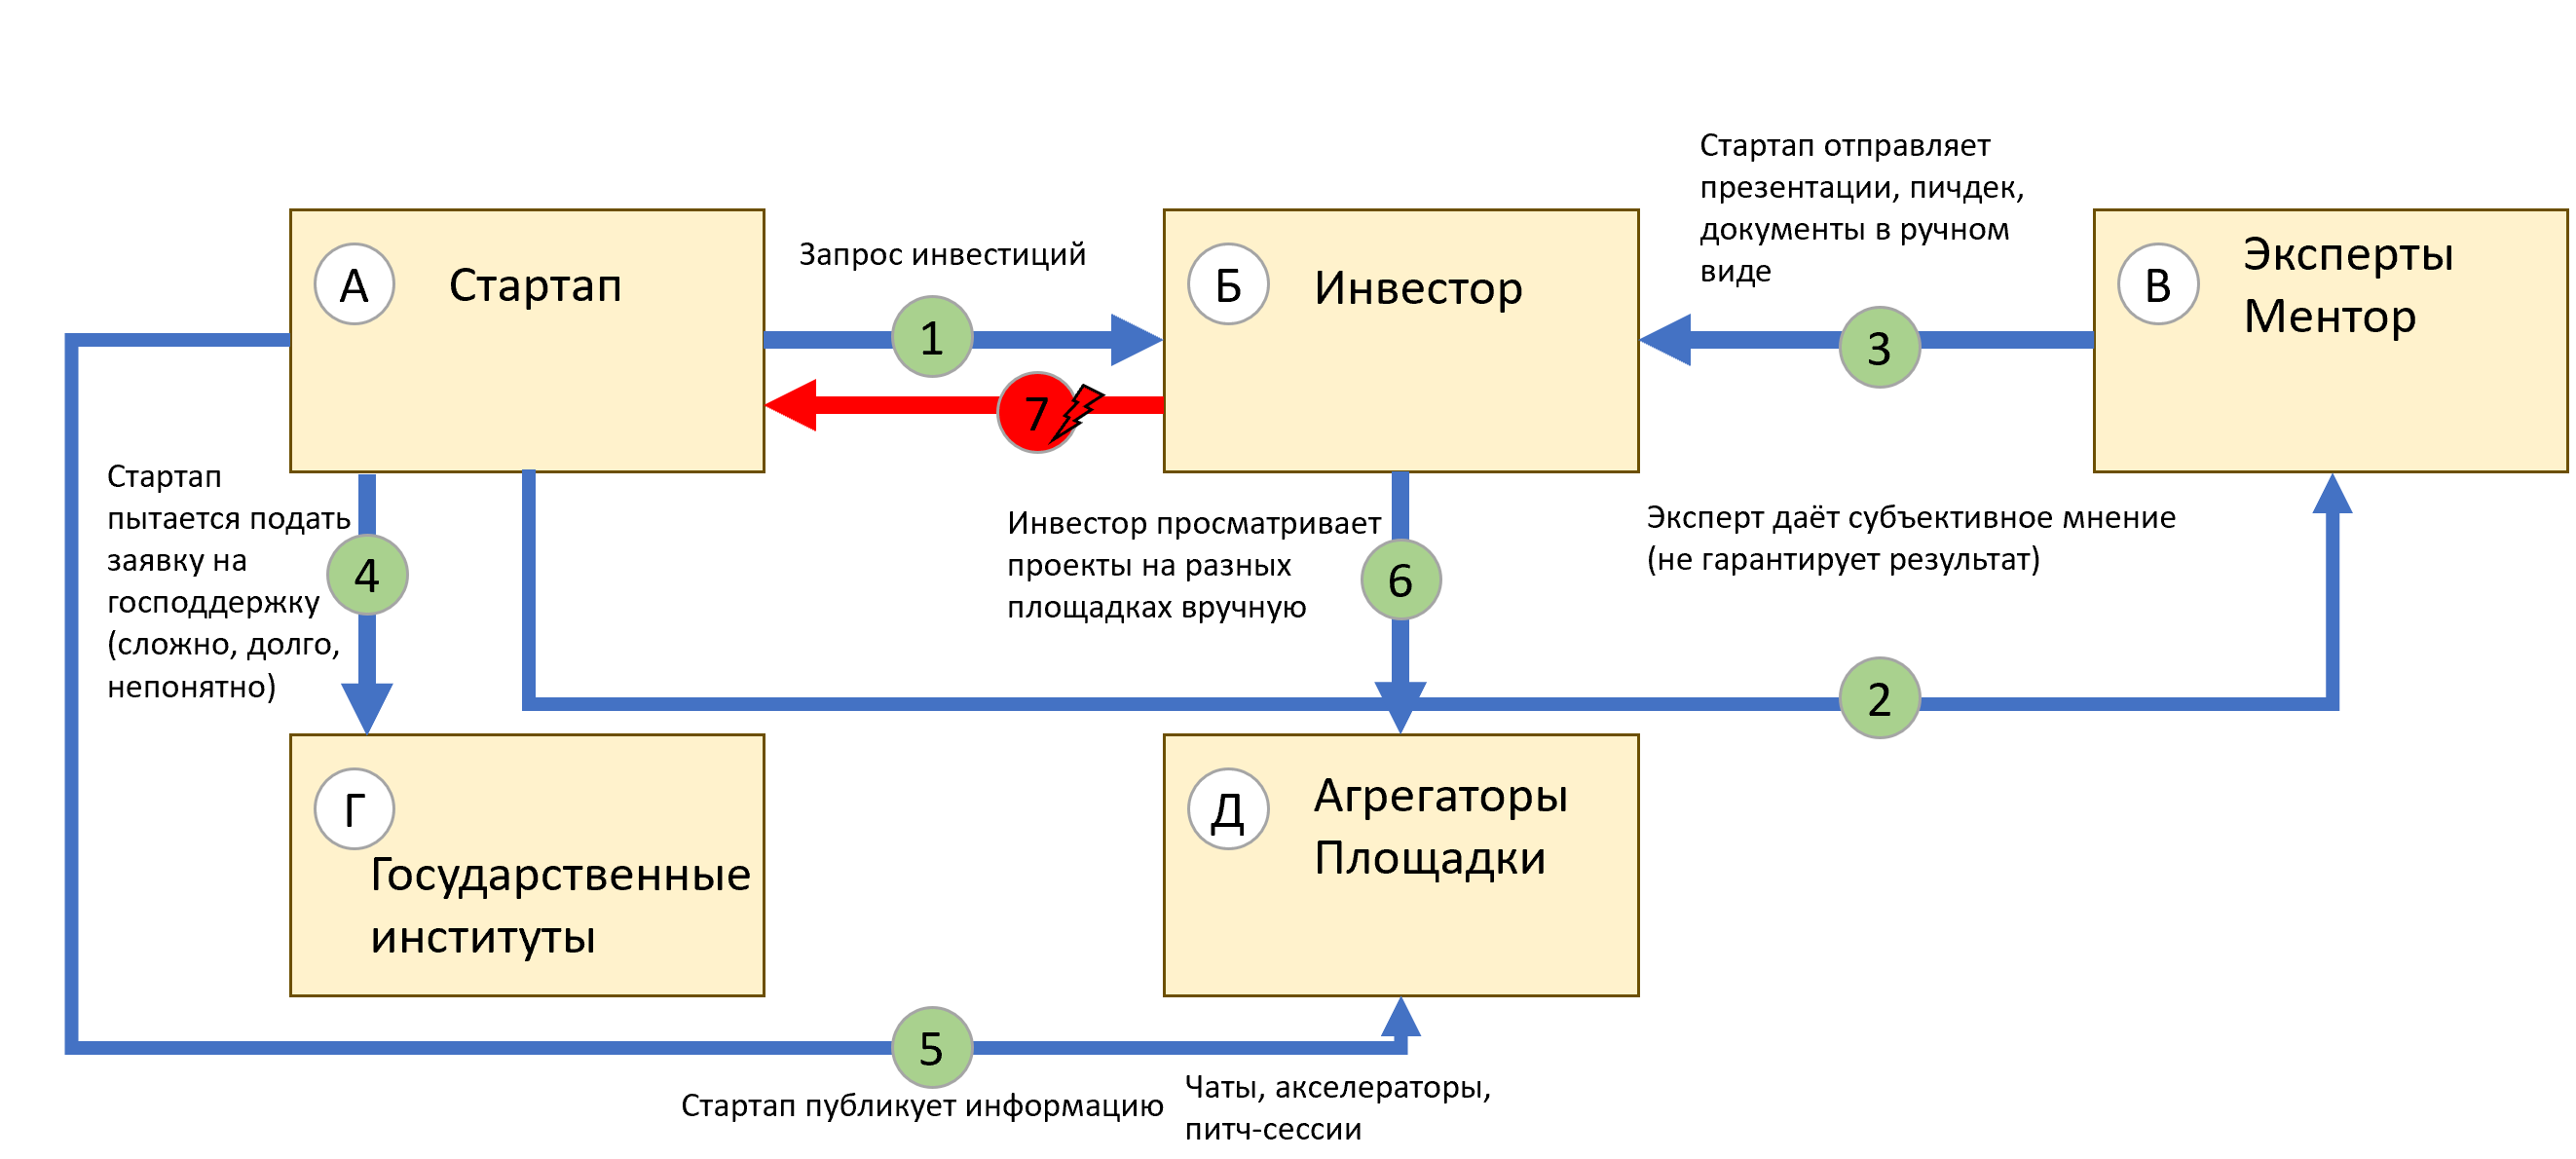 Стартап отправляет
презентации, пичдек,
документы в ручном
виде
А
Стартап
Запрос инвестиций
1
7
Б
Инвестор
3
В
Эксперты
Ментор
Стартап
пытается подать
заявку на
господдержку
(сложно, долго,
непонятно)
4
Инвестор просматривает
проекты на разных
площадках вручную
6
Эксперт даёт субъективное мнение
(не гарантирует результат)
2
Г
Государственные
институты
Д
Агрегаторы
Площадки
5
Стартап публикует информацию
Чаты, акселераторы,
питч-сессии